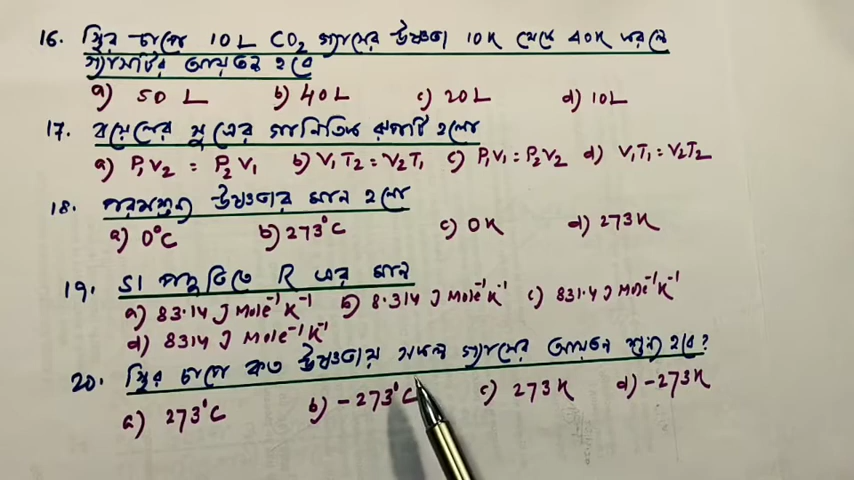 16. স্থির চাপে 10L CO₂ গ্যাসের উষ্ণতা 10K থেকে 40K করলে
গ্যাসটির আয়তন হবে
a) 50 L b) 40L c) 20L d) 10L
17. বয়েলের সূত্রের গাণিতিক রূপটি হলো
a) P₁V₂ = P₂V₁ b) V₁T₂ = V₂T₁ c) P₁V₁ = P₂V₂ d) V₁T₁ = V₂T₂
18. পরমশূন্য উষ্ণতার মান হলো
a) 0°C b) 273°C c) 0K d) 273K
19. SI পদ্ধতিতে R এর মান
a) 83.14 J Mole⁻¹ K⁻¹ b) 8.314 J Mole⁻¹ K⁻¹ c) 831.4 J Mole⁻¹ K⁻¹
d) 8314 J Mole⁻¹ K⁻¹
20. স্থির চাপে কত উষ্ণতায় সকল গ্যাসের আয়তন শূন্য হবে?
a) 273°C b) -273°C c) 273K d) -273K